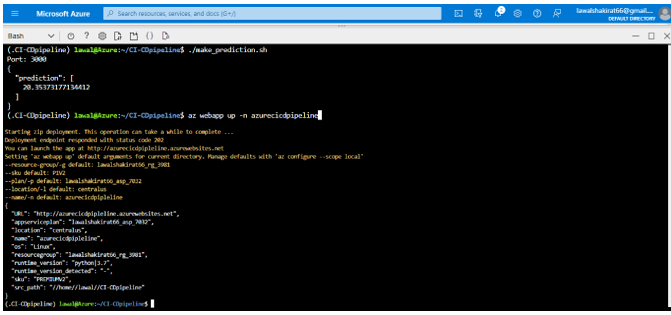 Microsoft Azure
Search resources, services, and docs (G+/)
lawalshakirat66@gmail....
DEFAULT DIRECTORY
Bash
(.CI-CDpipeline) lawal@Azure:~/CI-CDpipeline$ ./make_prediction.sh
Port: 3000
{
"prediction": [
20.35373177134412
]
}
(.CI-CDpipeline) lawal@Azure:~/CI-CDpipeline$ az webapp up -n azurecicdpipeline
Starting zip deployment. This operation can take a while to complete ...
Deployment endpoint responded with status code 202
You can launch the app at http://azurecicdpipleline.azurewebsites.net
Setting 'az webapp up' default arguments for current directory. Manage defaults with 'az configure --scope local'
--resource-group/-g default: lawalshakirat66_rg_3981
--sku default: P1V2
--plan/-p default: lawalshakirat66_asp_7032
--location/-l default: centralus
--name/-n default: azurecicdpipleline
{
"URL": "http://azurecicdpipleline.azurewebsites.net",
"appserviceplan": "lawalshakirat66_asp_7032",
"location": "centralus",
"name": "azurecicdpipleline",
"os": "Linux",
"resourcegroup": "lawalshakirat66_rg_3981",
"runtime_version": "python|3.7",
"runtime_version_detected": "-",
"sku": "PREMIUMV2",
"src_path": "//home//lawal//CI-CDpipeline"
}
(.CI-CDpipeline) lawal@Azure:~/CI-CDpipeline$